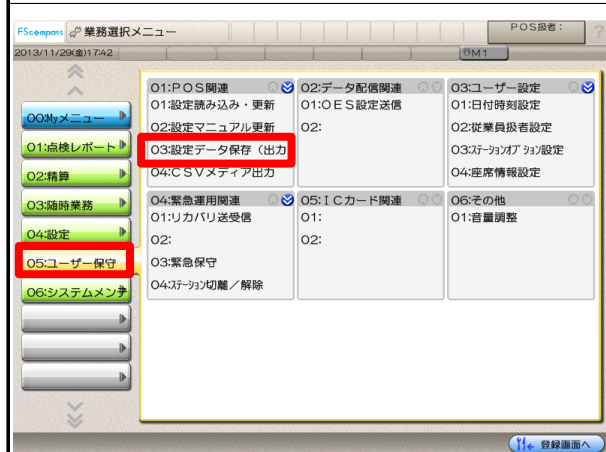 FScompass 業務選択メニュー
POS扱者：
?
2013/11/29(金)17:42
M1
00:Myメニュー
01:点検レポート
02:精算
03:随時業務
04:設定
05:ユーザー保守
06:システムメンテ
01:POS関連
01:設定読み込み・更新
02:設定マニュアル更新
03:設定データ保存（出力
04:CSVメディア出力
02:データ配信関連
01:OES設定送信
02:
03:ユーザー設定
01:日付時刻設定
02:従業員扱者設定
03:ステーションオプション設定
04:座席情報設定
04:緊急運用関連
01:リカバリ送受信
02:
03:緊急保守
04:ステーション切離／解除
05:ICカード関連
01:
02:
06:その他
01:音量調整
登録画面へ